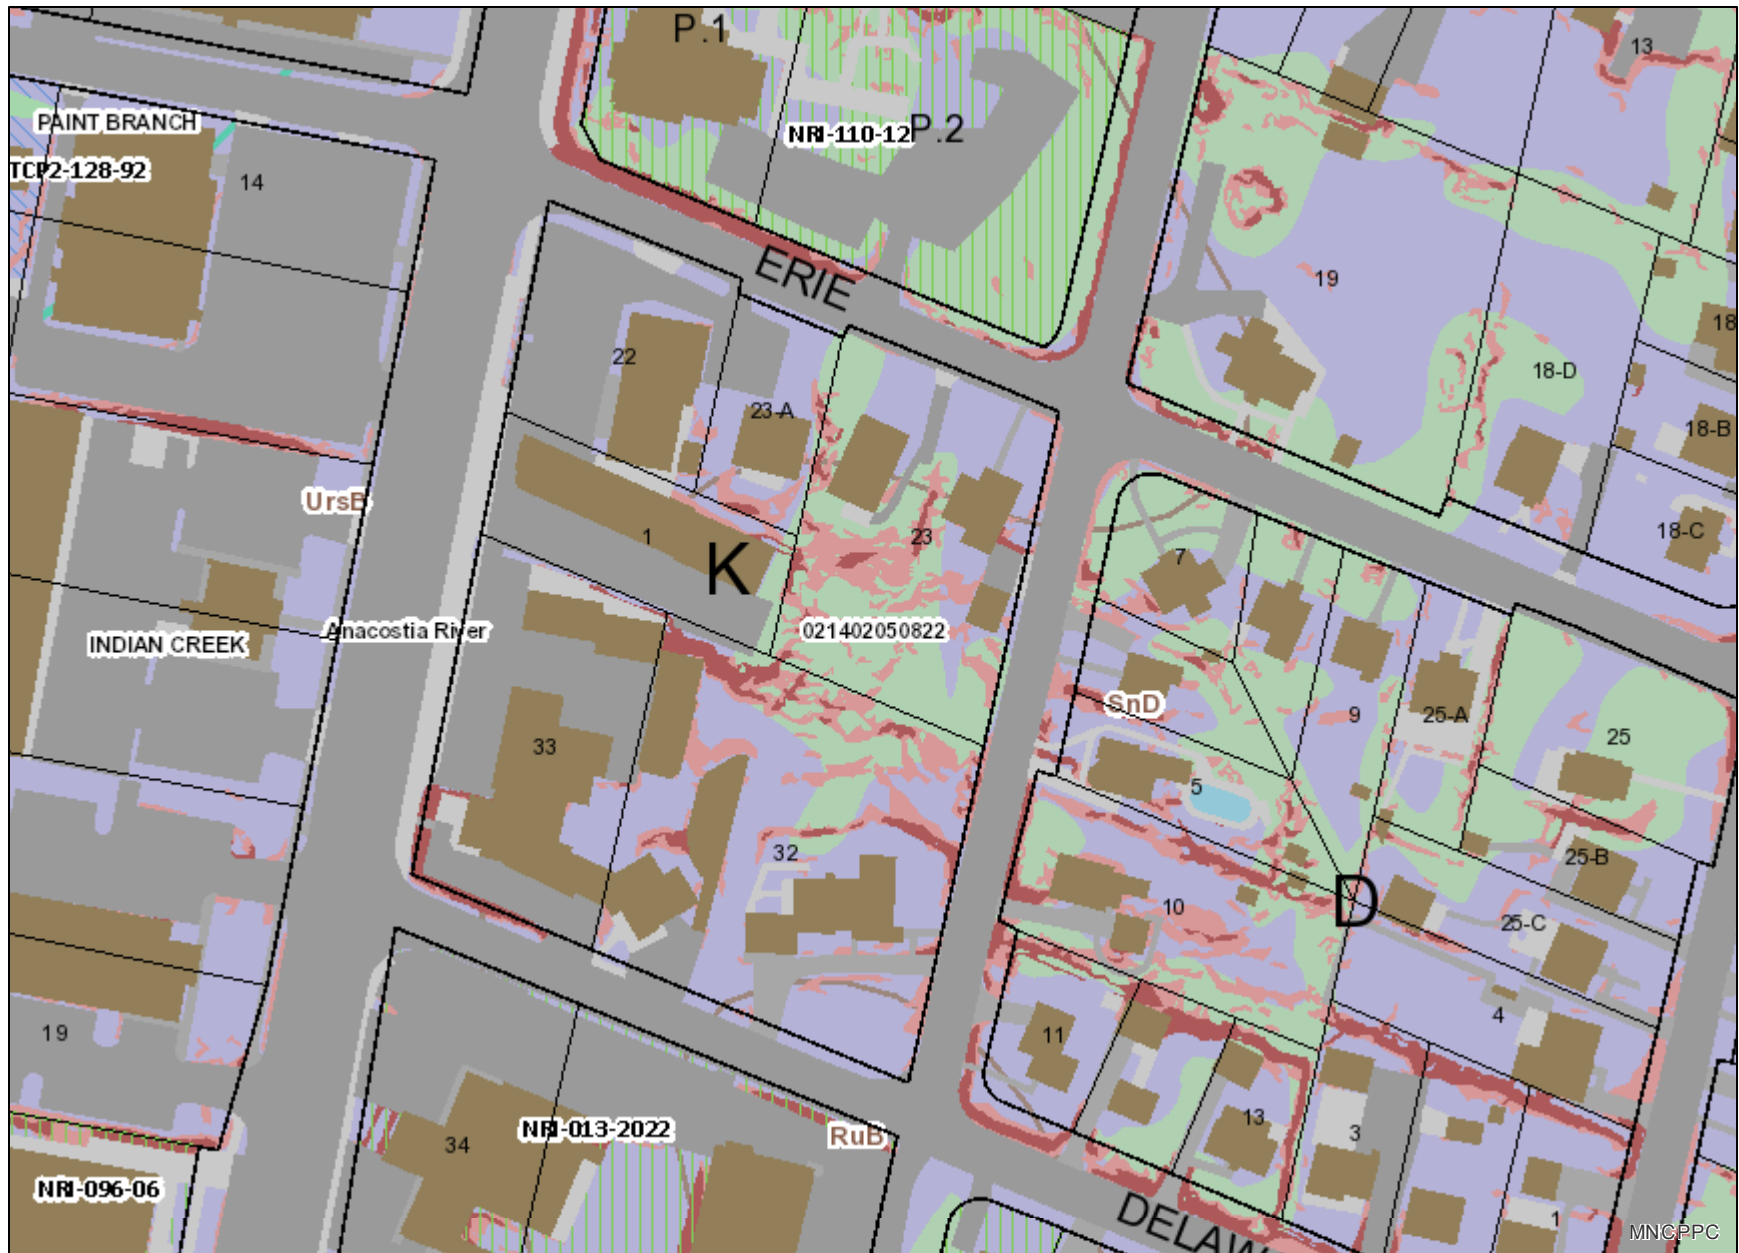 P.1
13
PAINT BRANCH
NRI-110-12
P.2
TCP2-128-92
14
ERIE
19
18
22
18-D
23-A
18-B
UrsB
1
K
23
18-C
7
INDIAN CREEK
Anacostia River
021402050822
SnD
9
25-A
25
33
5
32
25-B
D
10
25-C
19
11
4
34
NRI-013-2022
RuB
13
3
NRI-096-06
DELAW
1
MNCPPC